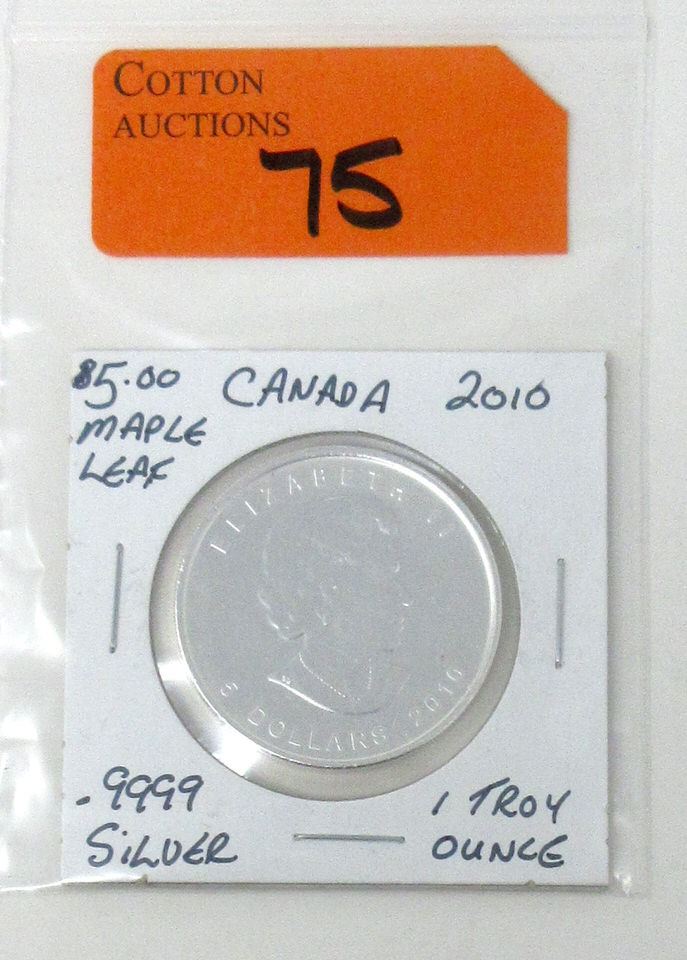 COTTON
AUCTIONS
75
$5.00 CANADA 2010
MAPLE
LEAF
ELIZABETH II
5 DOLLARS 2010
.9999 1 TROY
SILVER OUNCE